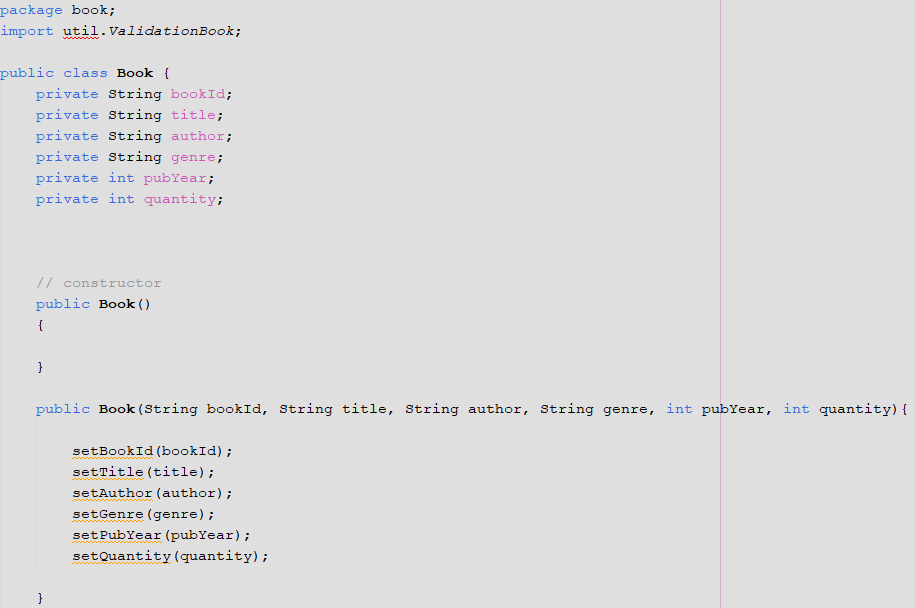 package book;
import util.ValidationBook;
public class Book {
    private String bookId;
    private String title;
    private String author;
    private String genre;
    private int pubYear;
    private int quantity;
    // constructor
    public Book()
    {
    }
    public Book(String bookId, String title, String author, String genre, int pubYear, int quantity){
        setBookId(bookId);
        setTitle(title);
        setAuthor(author);
        setGenre(genre);
        setPubYear(pubYear);
        setQuantity(quantity);
    }